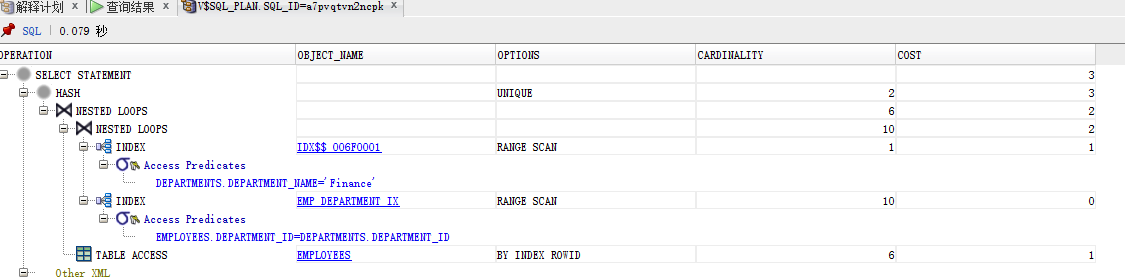 解释计划 × 查询结果 × V$SQL_PLAN.SQL_ID=a7pvqtvn2ncpk ×
SQL | 0.079 秒
OPERATION OBJECT_NAME OPTIONS CARDINALITY COST
SELECT STATEMENT 3
HASH UNIQUE 2 3
NESTED LOOPS 6 2
NESTED LOOPS 10 2
INDEX IDX$$_006F0001 RANGE SCAN 1 1
Access Predicates
DEPARTMENTS.DEPARTMENT_NAME='Finance'
INDEX EMP_DEPARTMENT_IX RANGE SCAN 10 0
Access Predicates
EMPLOYEES.DEPARTMENT_ID=DEPARTMENTS.DEPARTMENT_ID
TABLE ACCESS EMPLOYEES BY INDEX ROWID 6 1
Other XML